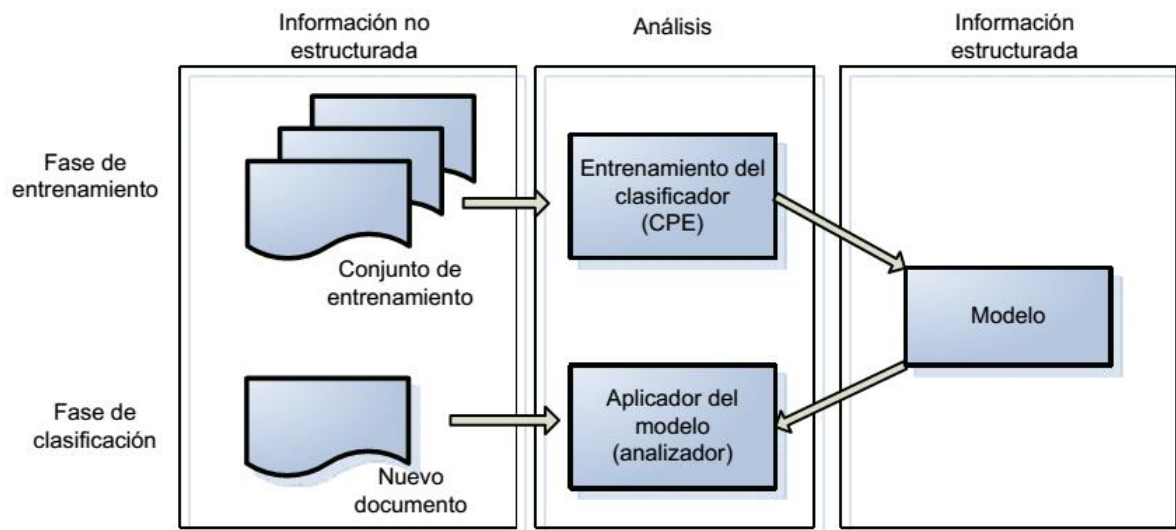 Información no
estructurada
Análisis
Información
estructurada
Fase de
entrenamiento
Entrenamiento del
clasificador
(CPE)
Conjunto de
entrenamiento
Modelo
Fase de
clasificación
Aplicador del
modelo
(analizador)
Nuevo
documento